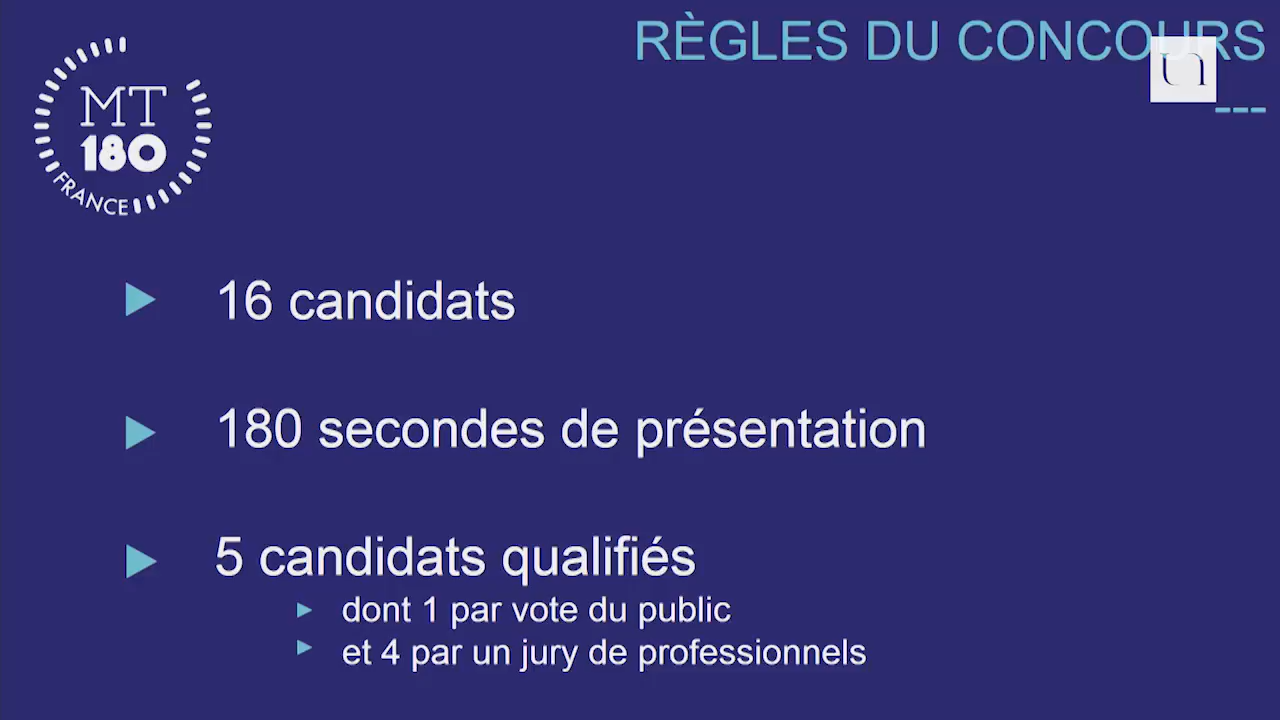 RÈGLES DU CONCOURS
un
---
MT
180
FRANCE
16 candidats
180 secondes de présentation
5 candidats qualifiés
dont 1 par vote du public
et 4 par un jury de professionnels